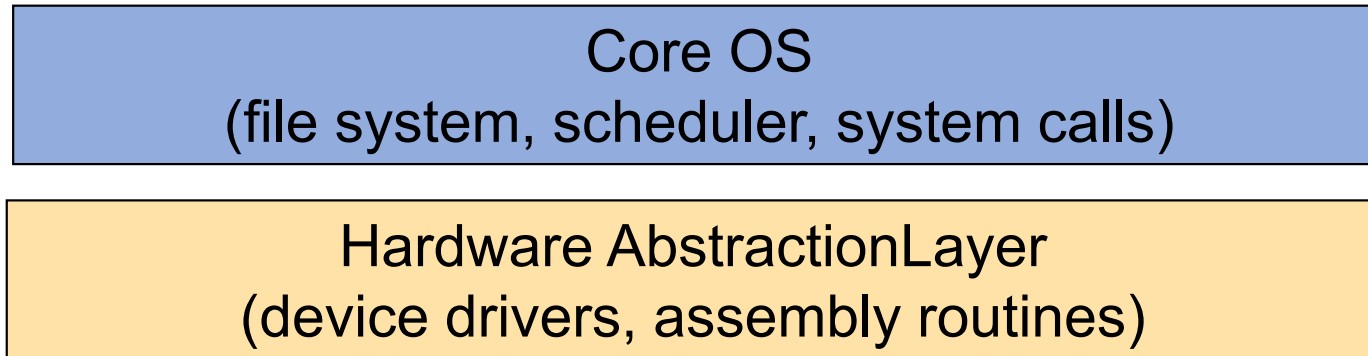 Core OS
(file system, scheduler, system calls)
Hardware AbstractionLayer
(device drivers, assembly routines)